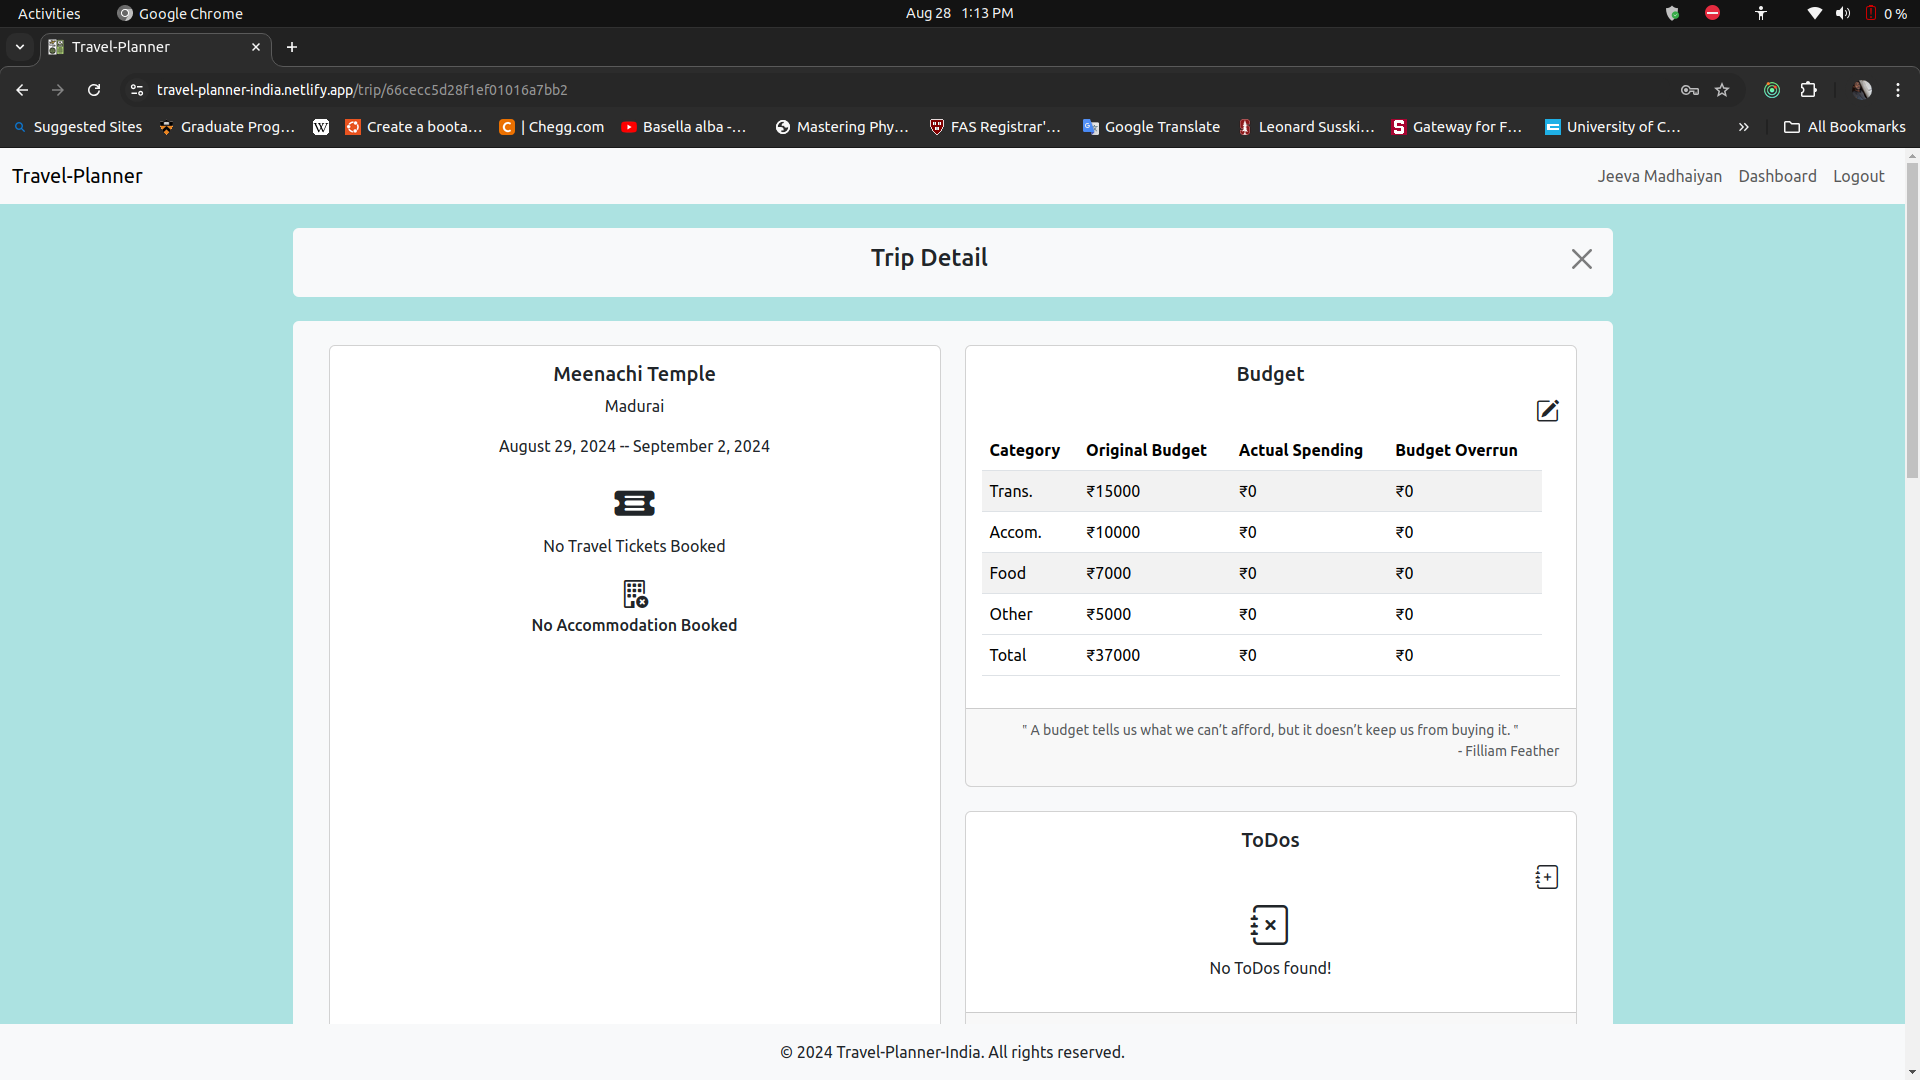 Activities Google Chrome Aug 28 1:13 PM 0 %
Travel-Planner
travel-planner-india.netlify.app/trip/66cecc5d28f1ef01016a7bb2
Suggested Sites Graduate Prog... W Create a boota... C | Chegg.com Basella alba -... Mastering Phy... FAS Registrar'... Google Translate Leonard Susski... S Gateway for F... University of C... » All Bookmarks
Travel-Planner Jeeva Madhaiyan Dashboard Logout
Trip Detail
Meenachi Temple
Madurai
August 29, 2024 -- September 2, 2024
No Travel Tickets Booked
No Accommodation Booked
Budget
Category Original Budget Actual Spending Budget Overrun
Trans. ₹15000 ₹0 ₹0
Accom. ₹10000 ₹0 ₹0
Food ₹7000 ₹0 ₹0
Other ₹5000 ₹0 ₹0
Total ₹37000 ₹0 ₹0
" A budget tells us what we can’t afford, but it doesn’t keep us from buying it. "
- Filliam Feather
ToDos
No ToDos found!
© 2024 Travel-Planner-India. All rights reserved.